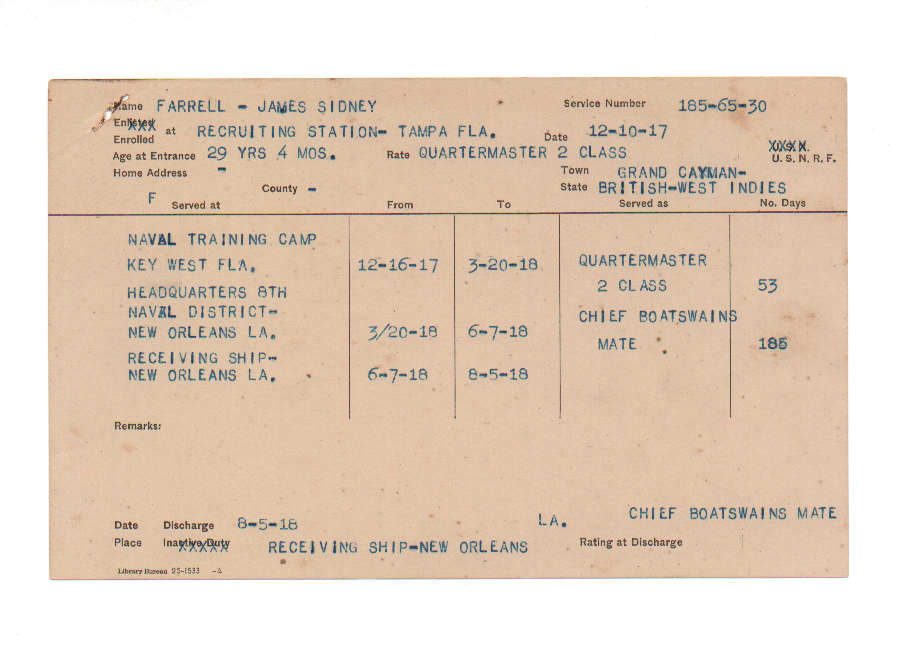 Name FARRELL - JAMES SIDNEY Service Number 185-65-30
Enlisted
Enrolled at RECRUITING STATION- TAMPA FLA. Date 12-10-17
Age at Entrance 29 YRS 4 MOS. Rate QUARTERMASTER 2 CLASS U. S. N. R. F.
Home Address - Town GRAND CAYMAN-
County - State BRITISH-WEST INDIES
F Served at From To Served as No. Days
NAVAL TRAINING CAMP
KEY WEST FLA. 12-16-17 3-20-18 QUARTERMASTER
HEADQUARTERS 8TH 2 CLASS 53
NAVAL DISTRICT- CHIEF BOATSWAINS
NEW ORLEANS LA. 3/20-18 6-7-18 MATE 185
RECEIVING SHIP-
NEW ORLEANS LA. 6-7-18 8-5-18
Remarks:
Date Discharge 8-5-18 LA. CHIEF BOATSWAINS MATE
Place Inactive Duty RECEIVING SHIP-NEW ORLEANS Rating at Discharge
Library Bureau 25-1533 -A